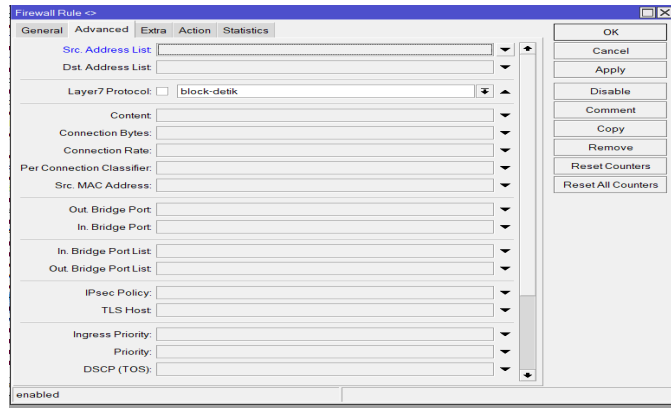 Firewall Rule <>
General Advanced Extra Action Statistics
Src. Address List:
Dst. Address List:
Layer7 Protocol: block-detik
Content:
Connection Bytes:
Connection Rate:
Per Connection Classifier:
Src. MAC Address:
Out. Bridge Port:
In. Bridge Port:
In. Bridge Port List:
Out. Bridge Port List:
IPsec Policy:
TLS Host:
Ingress Priority:
Priority:
DSCP (TOS):
OK
Cancel
Apply
Disable
Comment
Copy
Remove
Reset Counters
Reset All Counters
enabled